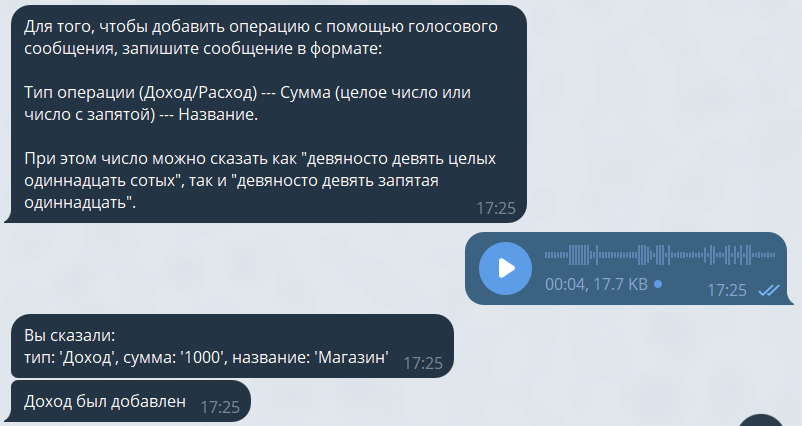 Для того, чтобы добавить операцию с помощью голосового
сообщения, запишите сообщение в формате:
Тип операции (Доход/Расход) --- Сумма (целое число или
число с запятой) --- Название.
При этом число можно сказать как "девяносто девять целых
одиннадцать сотых", так и "девяносто девять запятая
одиннадцать".
17:25
00:04, 17.7 KB
17:25
Вы сказали:
тип: 'Доход', сумма: '1000', название: 'Магазин'
17:25
Доход был добавлен
17:25